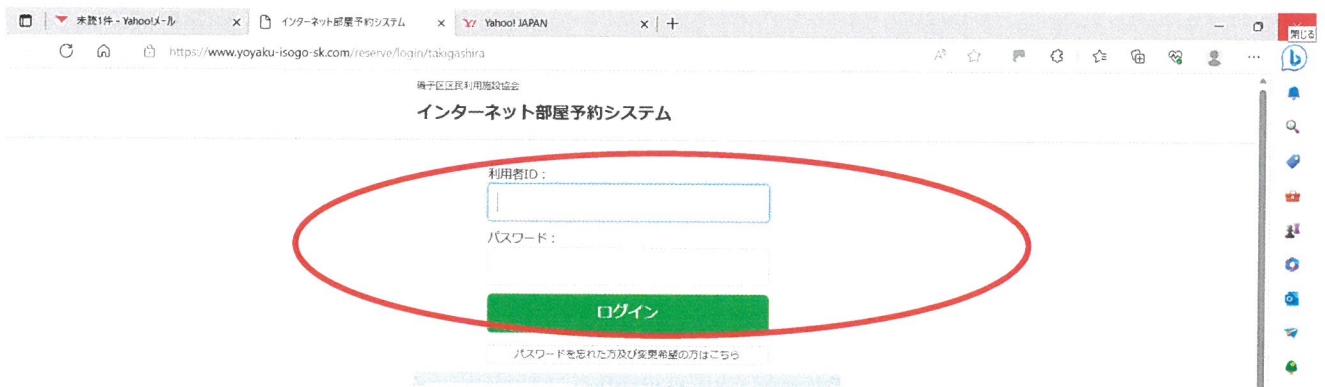 未読1件 - Yahoo!メール
インターネット部屋予約システム
Yahoo! JAPAN
閉じる
https://www.yoyaku-isogo-sk.com/reserve/login/takigashira
磯子区区民利用施設協会
インターネット部屋予約システム
利用者ID：
パスワード：
ログイン
パスワードを忘れた方及び変更希望の方はこちら